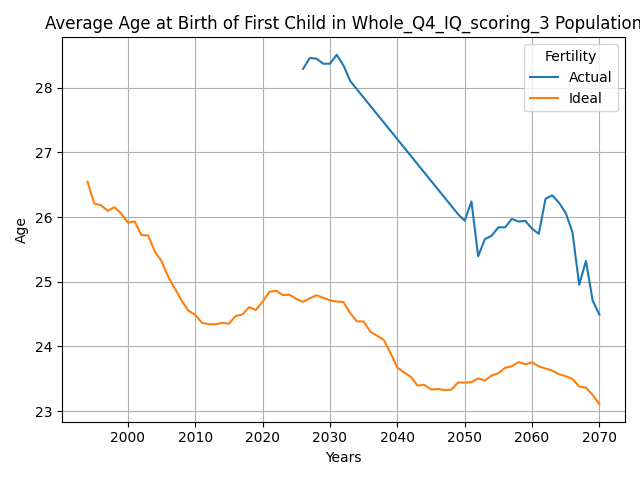 Average Age at Birth of First Child in Whole_Q4_IQ_scoring_3 Population
Fertility
Actual
Ideal
28
27
26
25
24
23
Age
2000
2010
2020
2030
2040
2050
2060
2070
Years